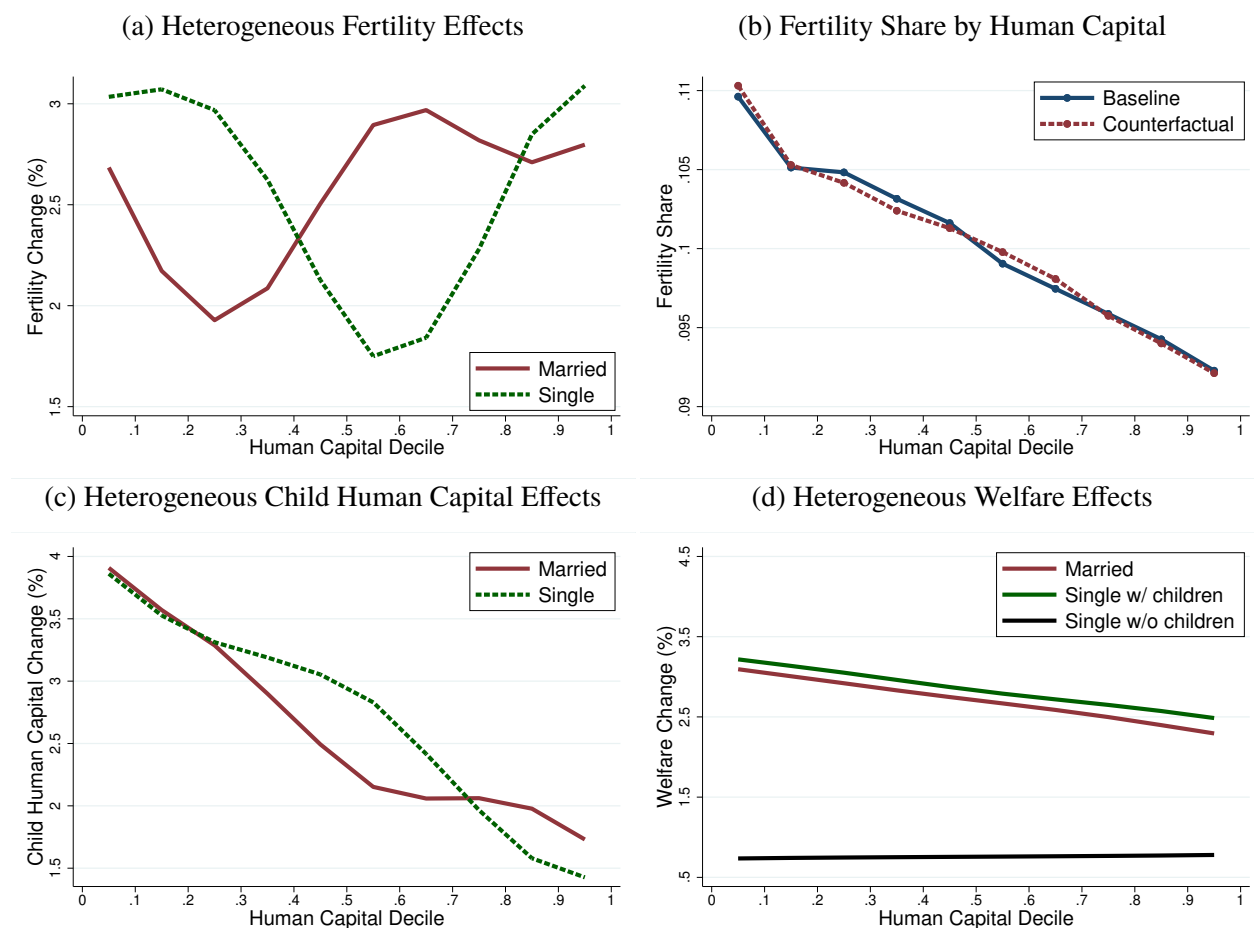 (a) Heterogeneous Fertility Effects
Fertility Change (%)
3
2.5
2
1.5
Married
Single
0 .1 .2 .3 .4 .5 .6 .7 .8 .9 1
Human Capital Decile
(b) Fertility Share by Human Capital
Fertility Share
.11
.105
.1
.095
.09
Baseline
Counterfactual
0 .1 .2 .3 .4 .5 .6 .7 .8 .9 1
Human Capital Decile
(c) Heterogeneous Child Human Capital Effects
Child Human Capital Change (%)
4
3.5
3
2.5
2
1.5
Married
Single
0 .1 .2 .3 .4 .5 .6 .7 .8 .9 1
Human Capital Decile
(d) Heterogeneous Welfare Effects
Welfare Change (%)
4.5
3.5
2.5
1.5
.5
Married
Single w/ children
Single w/o children
0 .1 .2 .3 .4 .5 .6 .7 .8 .9 1
Human Capital Decile